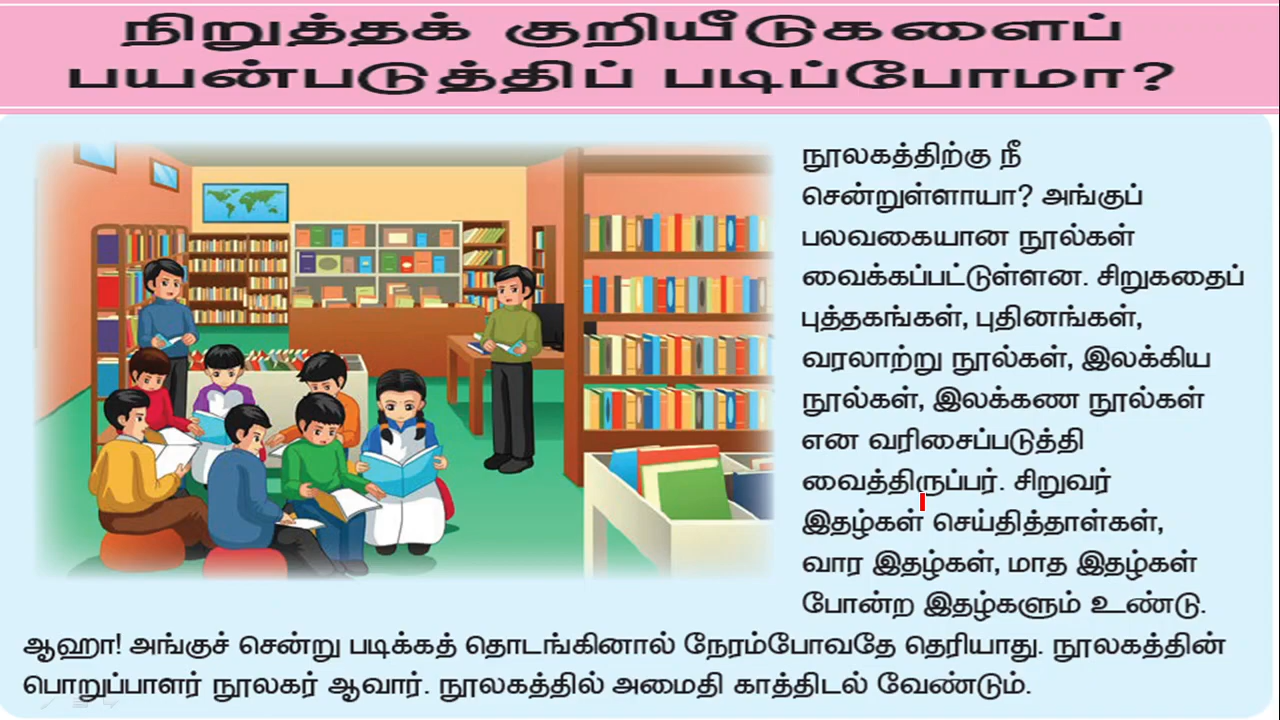 நிறுத்தக் குறியீடுகளைப்
பயன்படுத்திப் படிப்போமா?
நூலகத்திற்கு நீ
சென்றுள்ளாயா? அங்குப்
பலவகையான நூல்கள்
வைக்கப்பட்டுள்ளன. சிறுகதைப்
புத்தகங்கள், புதினங்கள்,
வரலாற்று நூல்கள், இலக்கிய
நூல்கள், இலக்கண நூல்கள்
என வரிசைப்படுத்தி
வைத்திருப்பர். சிறுவர்
இதழ்கள் செய்தித்தாள்கள்,
வார இதழ்கள், மாத இதழ்கள்
போன்ற இதழ்களும் உண்டு.
ஆஹா! அங்குச் சென்று படிக்கத் தொடங்கினால் நேரம்போவதே தெரியாது. நூலகத்தின்
பொறுப்பாளர் நூலகர் ஆவார். நூலகத்தில் அமைதி காத்திடல் வேண்டும்.